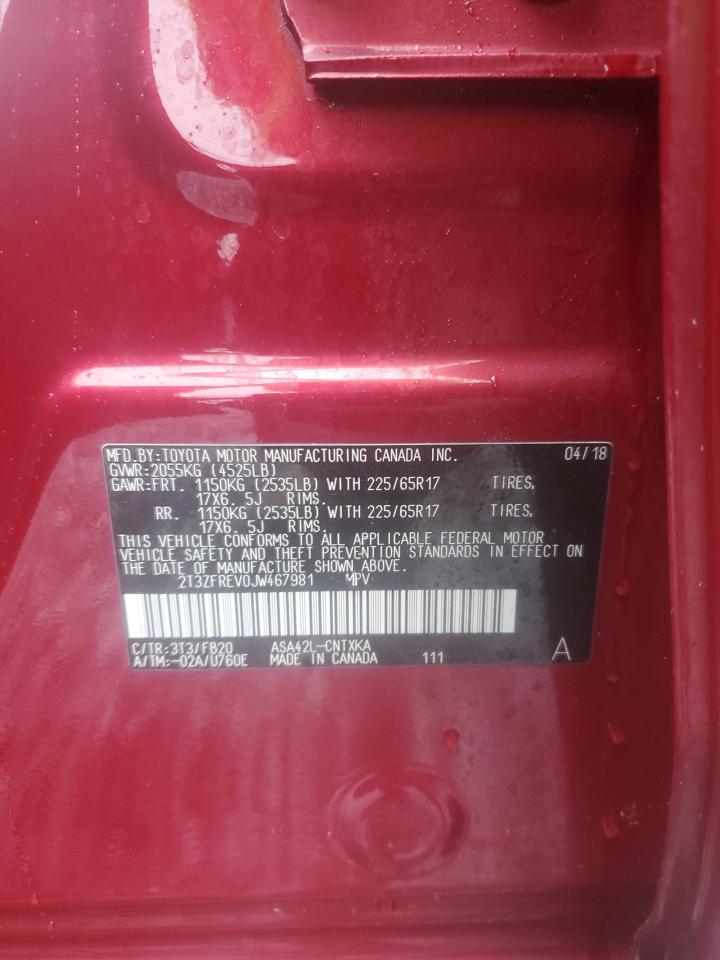 MFD.BY:TOYOTA MOTOR MANUFACTURING CANADA INC. 04/18
GVWR:2055KG (4525LB)
GAWR:FRT. 1150KG (2535LB) WITH 225/65R17 TIRES,
17X6. 5J RIMS.
RR. 1150KG (2535LB) WITH 225/65R17 TIRES,
17X6. 5J RIMS.
THIS VEHICLE CONFORMS TO ALL APPLICABLE FEDERAL MOTOR
VEHICLE SAFETY AND THEFT PREVENTION STANDARDS IN EFFECT ON
THE DATE OF MANUFACTURE SHOWN ABOVE.
2T3ZFREV0JW467981 MPV
C/TR:3T3/FB20 ASA42L-CNTXKA
A/TM:-02A/U760E MADE IN CANADA 111 A